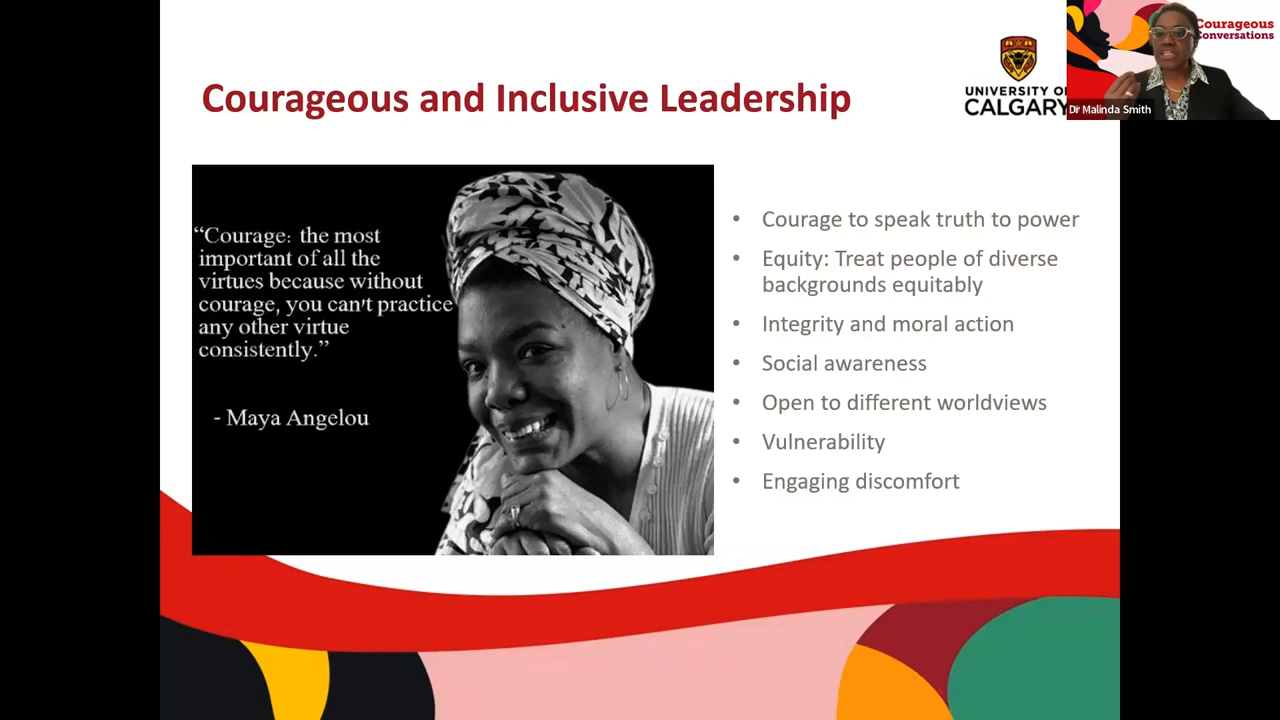 Courageous and Inclusive Leadership
UNIVERSITY OF
CALGARY
Courageous
Conversations
Dr Malinda Smith
“Courage: the most
important of all the
virtues because without
courage, you can't practice
any other virtue
consistently.”
- Maya Angelou
• Courage to speak truth to power
• Equity: Treat people of diverse
backgrounds equitably
• Integrity and moral action
• Social awareness
• Open to different worldviews
• Vulnerability
• Engaging discomfort